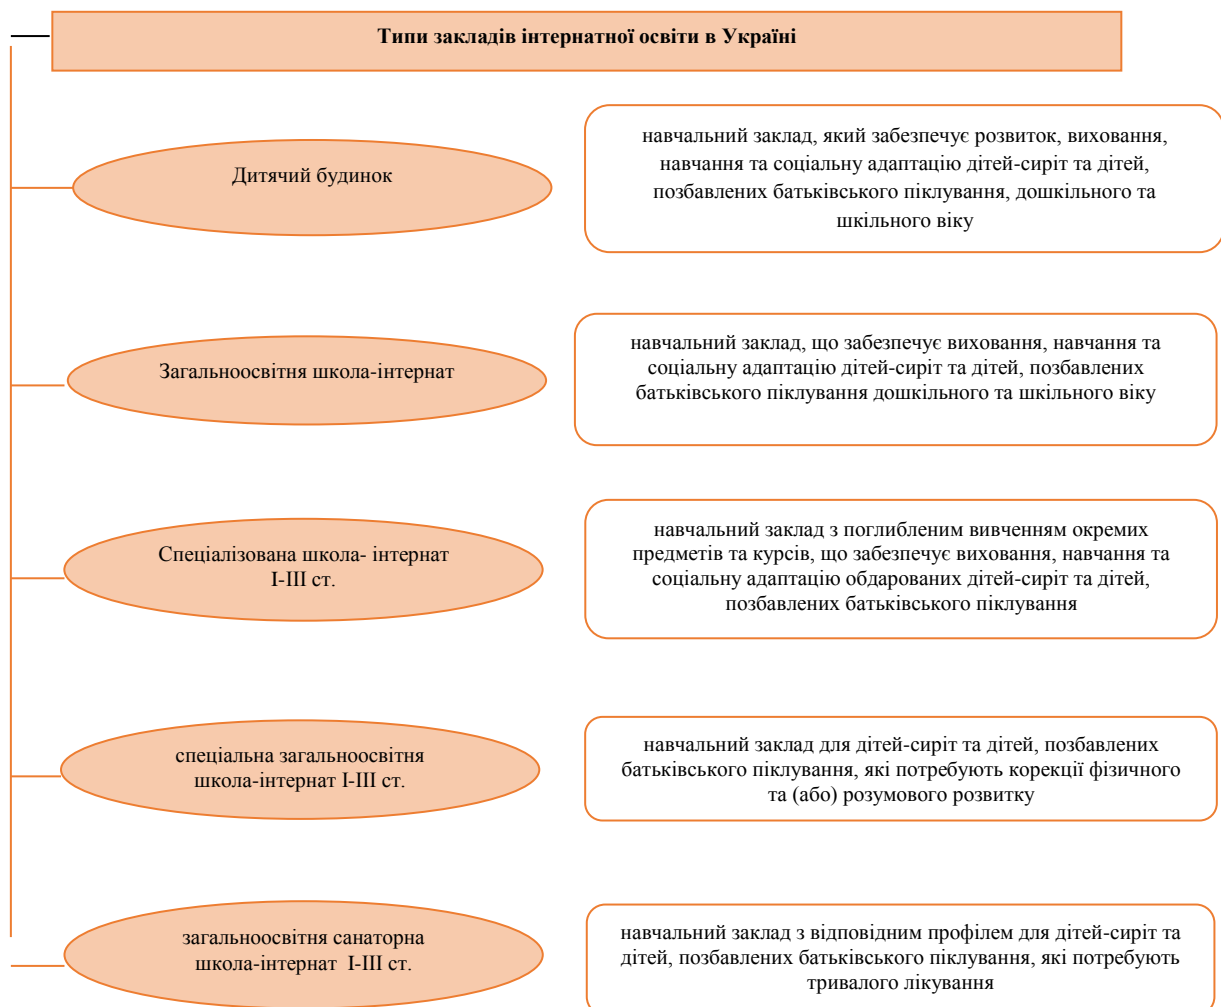 Типи закладів інтернатної освіти в Україні
Дитячий будинок
навчальний заклад, який забезпечує розвиток, виховання,
навчання та соціальну адаптацію дітей-сиріт та дітей,
позбавлених батьківського піклування, дошкільного та
шкільного віку
Загальноосвітня школа-інтернат
навчальний заклад, що забезпечує виховання, навчання та
соціальну адаптацію дітей-сиріт та дітей, позбавлених
батьківського піклування дошкільного та шкільного віку
Спеціалізована школа- інтернат
І-ІІІ ст.
навчальний заклад з поглибленим вивченням окремих
предметів та курсів, що забезпечує виховання, навчання та
соціальну адаптацію обдарованих дітей-сиріт та дітей,
позбавлених батьківського піклування
спеціальна загальноосвітня
школа-інтернат І-ІІІ ст.
навчальний заклад для дітей-сиріт та дітей, позбавлених
батьківського піклування, які потребують корекції фізичного
та (або) розумового розвитку
загальноосвітня санаторна
школа-інтернат І-ІІІ ст.
навчальний заклад з відповідним профілем для дітей-сиріт та
дітей, позбавлених батьківського піклування, які потребують
тривалого лікування